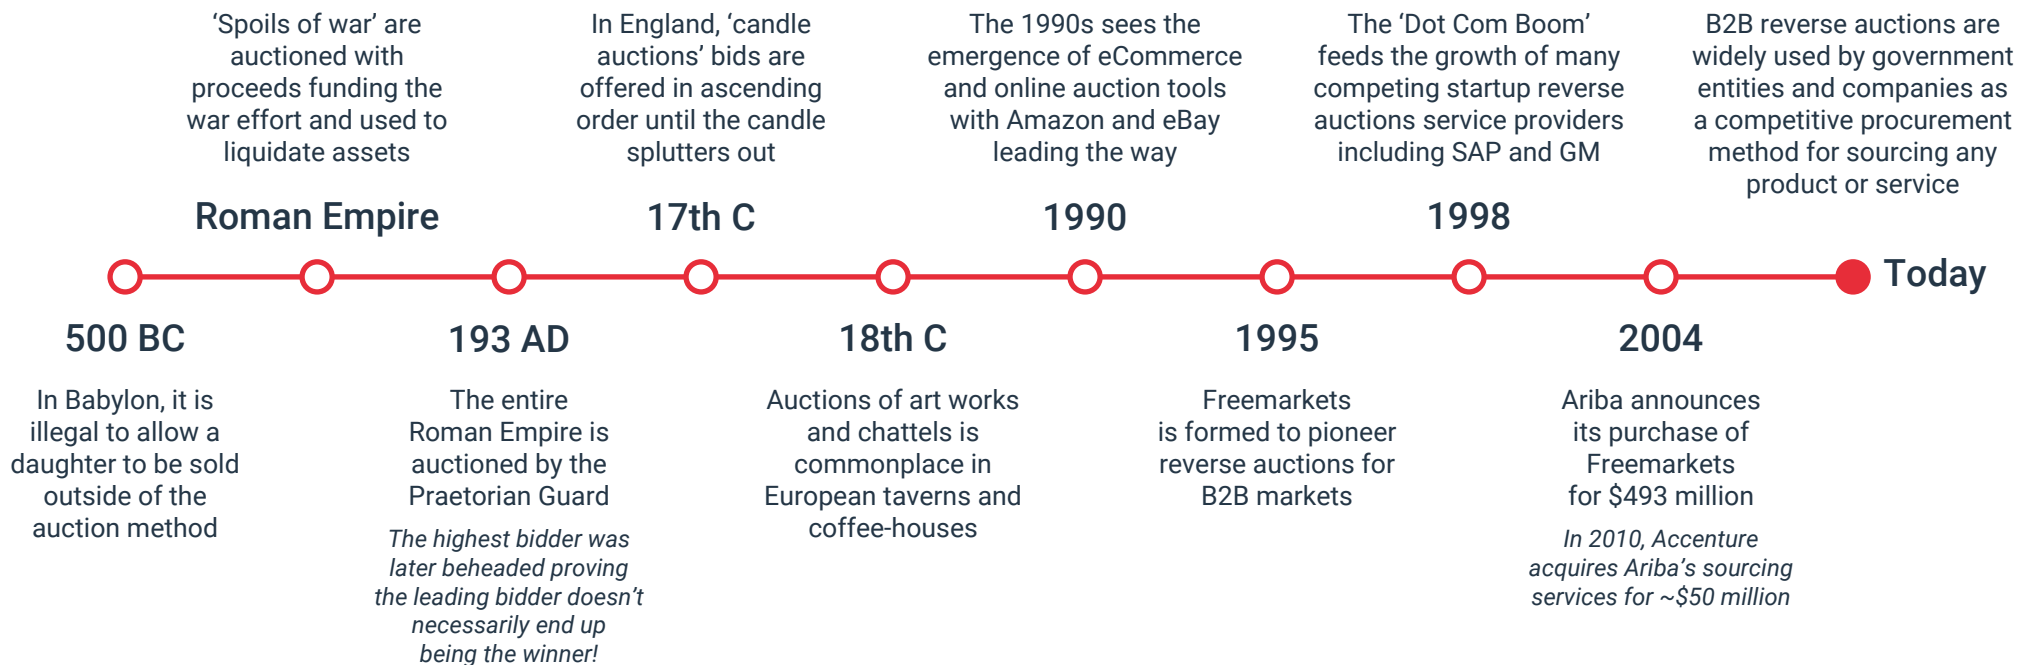 ‘Spoils of war’ are
auctioned with
proceeds funding the
war effort and used to
liquidate assets
Roman Empire
In England, ‘candle
auctions’ bids are
offered in ascending
order until the candle
splutters out
17th C
The 1990s sees the
emergence of eCommerce
and online auction tools
with Amazon and eBay
leading the way
1990
The ‘Dot Com Boom’
feeds the growth of many
competing startup reverse
auctions service providers
including SAP and GM
1998
B2B reverse auctions are
widely used by government
entities and companies as
a competitive procurement
method for sourcing any
product or service
Today
500 BC
In Babylon, it is
illegal to allow a
daughter to be sold
outside of the
auction method
193 AD
The entire
Roman Empire is
auctioned by the
Praetorian Guard
The highest bidder was
later beheaded proving
the leading bidder doesn’t
necessarily end up
being the winner!
18th C
Auctions of art works
and chattels is
commonplace in
European taverns and
coffee-houses
1995
Freemarkets
is formed to pioneer
reverse auctions for
B2B markets
2004
Ariba announces
its purchase of
Freemarkets
for $493 million
In 2010, Accenture
acquires Ariba’s sourcing
services for ~$50 million